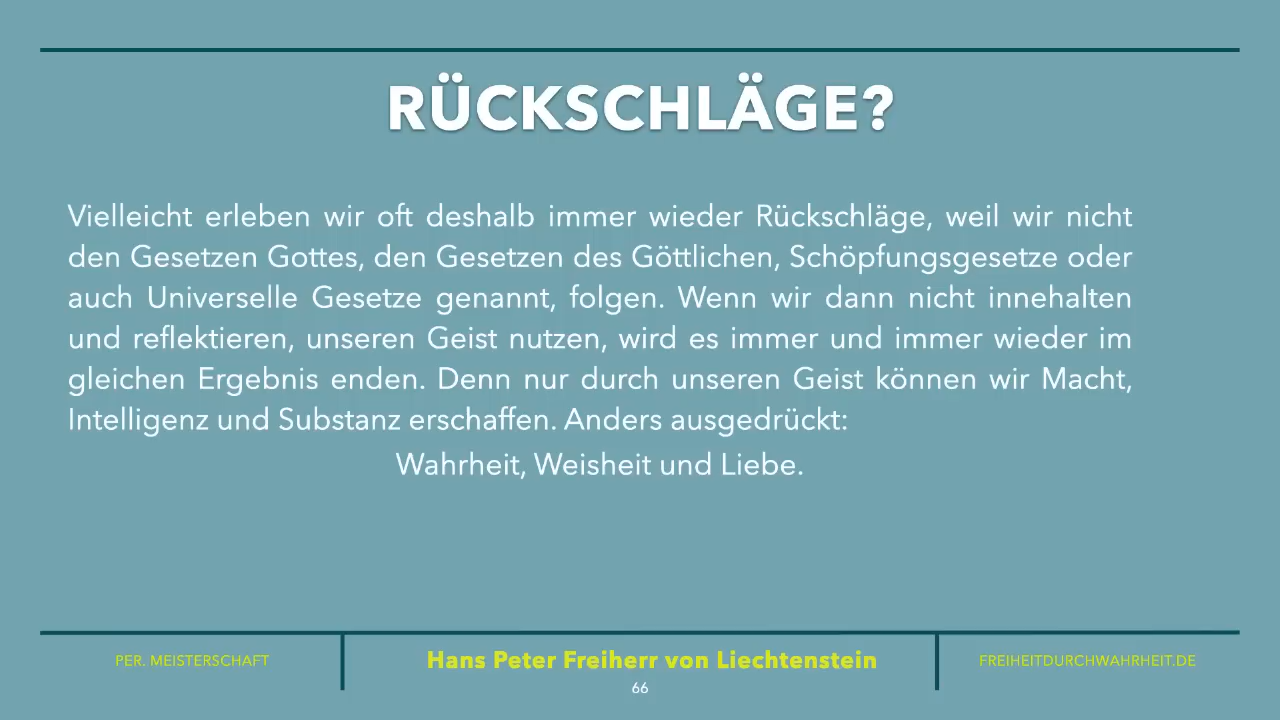 RÜCKSCHLÄGE?
Vielleicht erleben wir oft deshalb immer wieder Rückschläge, weil wir nicht
den Gesetzen Gottes, den Gesetzen des Göttlichen, Schöpfungsgesetze oder
auch Universelle Gesetze genannt, folgen. Wenn wir dann nicht innehalten
und reflektieren, unseren Geist nutzen, wird es immer und immer wieder im
gleichen Ergebnis enden. Denn nur durch unseren Geist können wir Macht,
Intelligenz und Substanz erschaffen. Anders ausgedrückt:
Wahrheit, Weisheit und Liebe.
PER. MEISTERSCHAFT
Hans Peter Freiherr von Liechtenstein
FREIHEITDURCHWAHRHEIT.DE
66